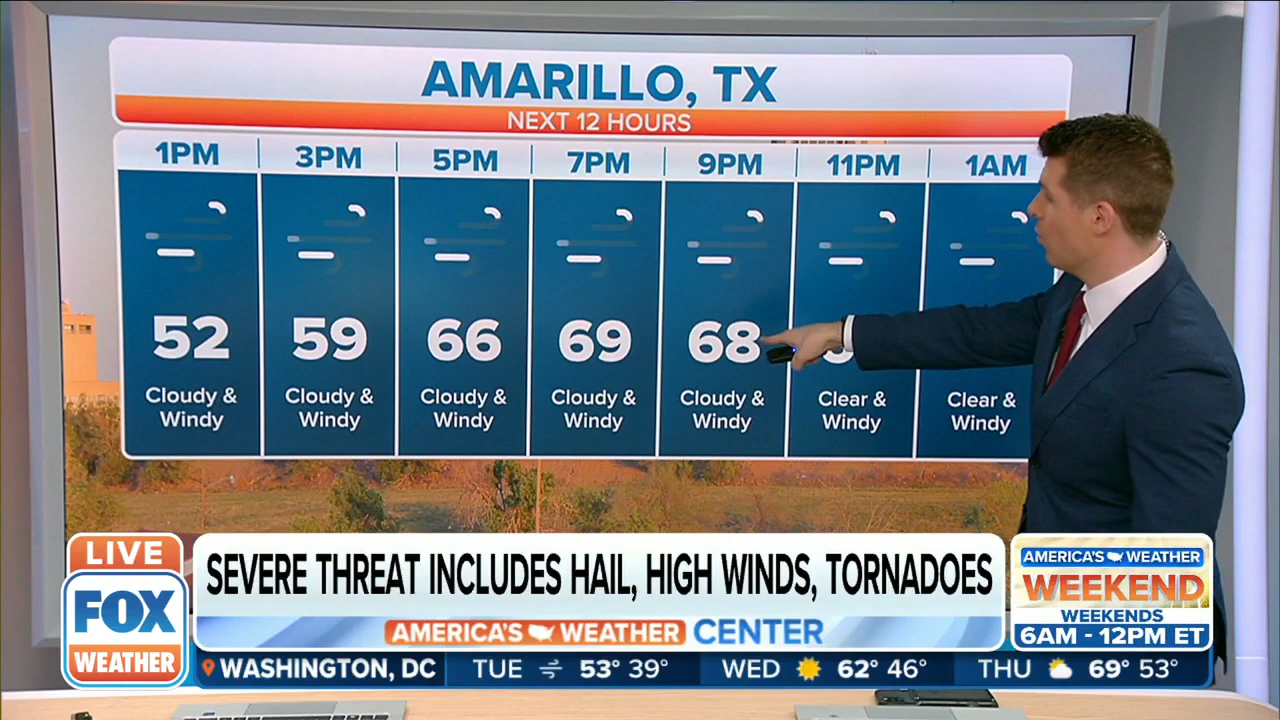 AMARILLO, TX
NEXT 12 HOURS
1PM 3PM 5PM 7PM 9PM 11PM 1AM
52 59 66 69 68
Cloudy & Cloudy & Cloudy & Cloudy & Cloudy & Clear & Clear &
Windy Windy Windy Windy Windy Windy Windy
LIVE
FOX
WEATHER
SEVERE THREAT INCLUDES HAIL, HIGH WINDS, TORNADOES
AMERICA'S WEATHER CENTER
AMERICA'S WEATHER
WEEKEND
WEEKENDS
6AM - 12PM ET
WASHINGTON, DC TUE 53° 39° WED 62° 46° THU 69° 53°